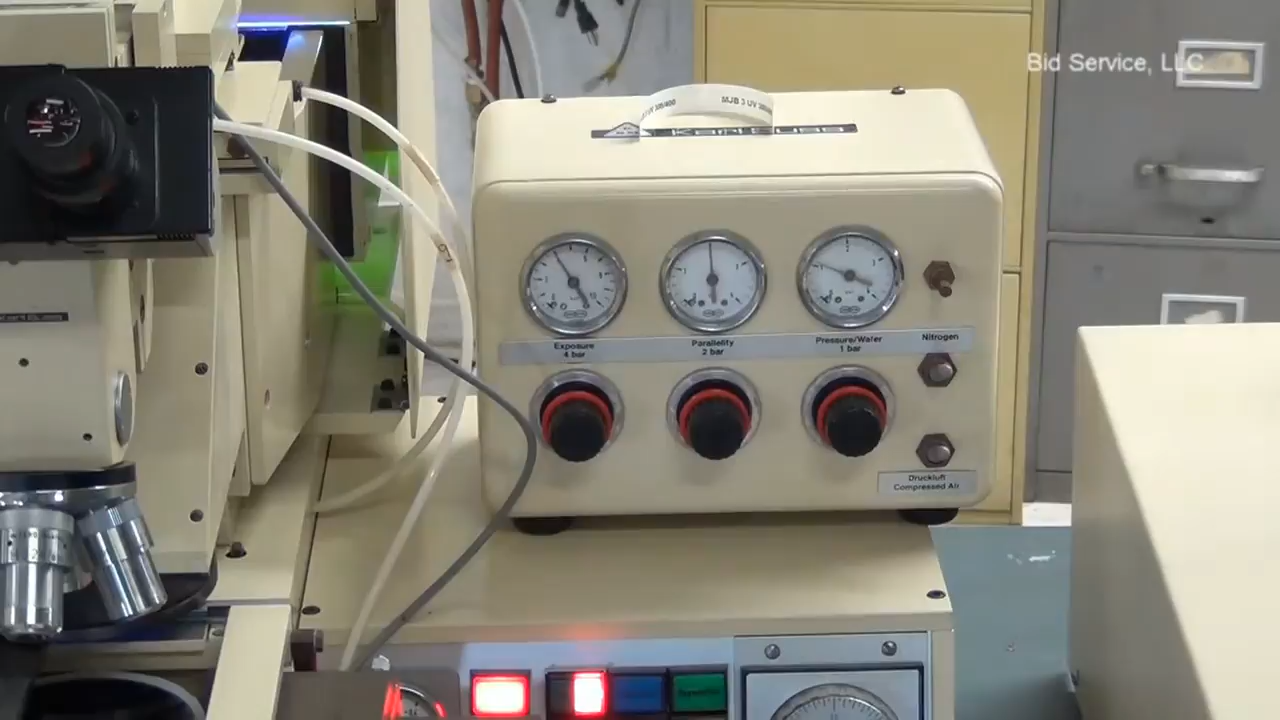 Bid Service, LLC
MJB 3 UV
Karl Suss
Exposure
4 bar
Parallelity
2 bar
Pressure/Wafer
1 bar
Nitrogen
Druckluft
Compressed Air